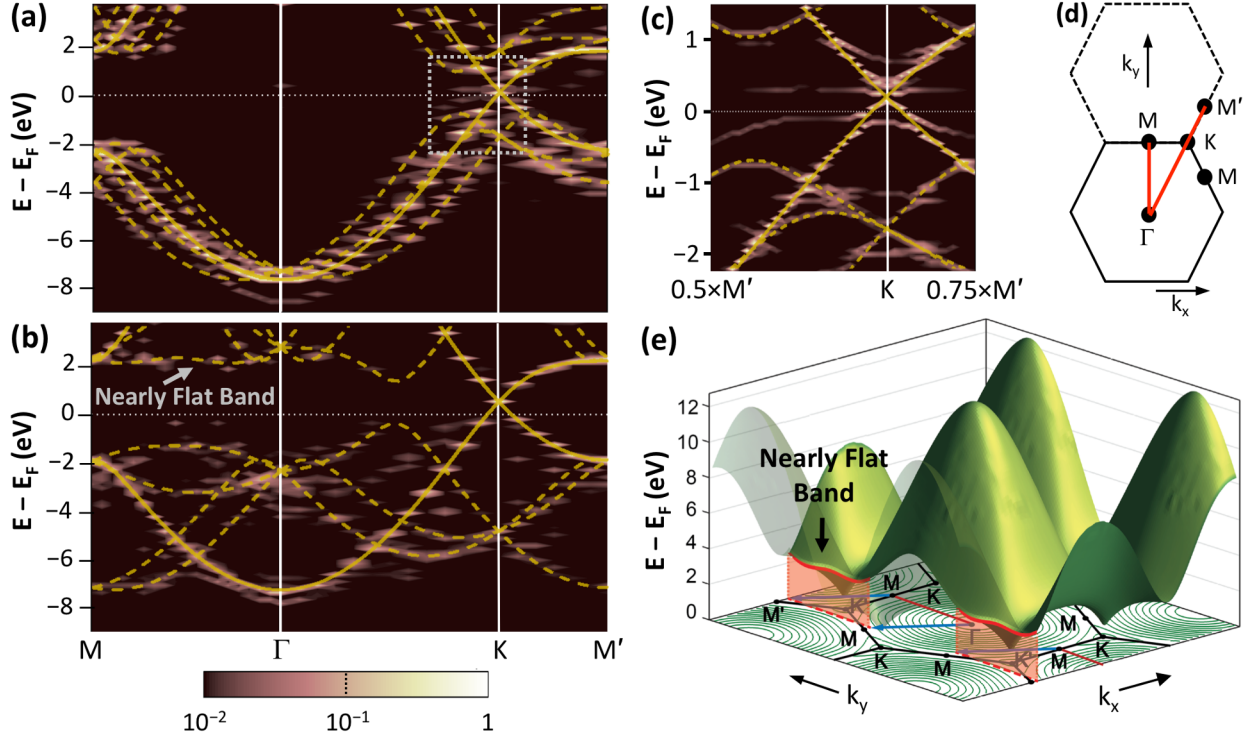 (a)
2
0
−2
−4
−6
−8
E − E_F (eV)
(b)
2
0
−2
−4
−6
−8
E − E_F (eV)
Nearly Flat Band
M Γ K M′
10⁻² 10⁻¹ 1
(c)
1
0
−1
−2
E − E_F (eV)
0.5×M′ K 0.75×M′
(d)
k_y
M′
M
K
M
Γ
k_x
(e)
12
10
8
6
4
2
0
E − E_F (eV)
Nearly Flat
Band
M K
M′ K′ Γ M
M K
K M K′ M
k_y k_x